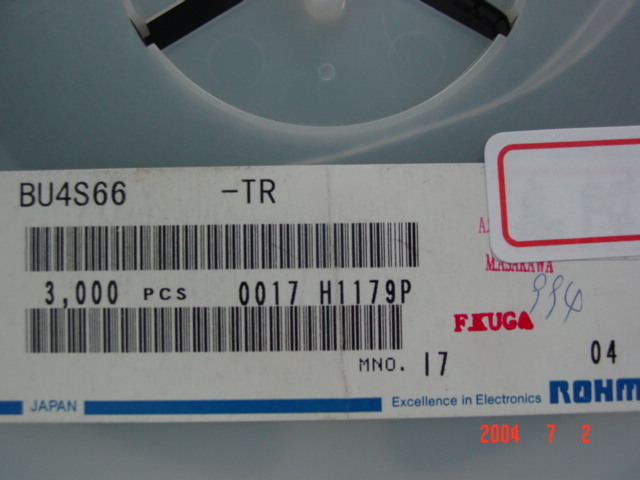 BU4S66 -TR
MASAKAWA
3,000 PCS 0017 H1179P
F.KUGA
MNO. 17 04
JAPAN Excellence in Electronics ROHM
2004 7 2